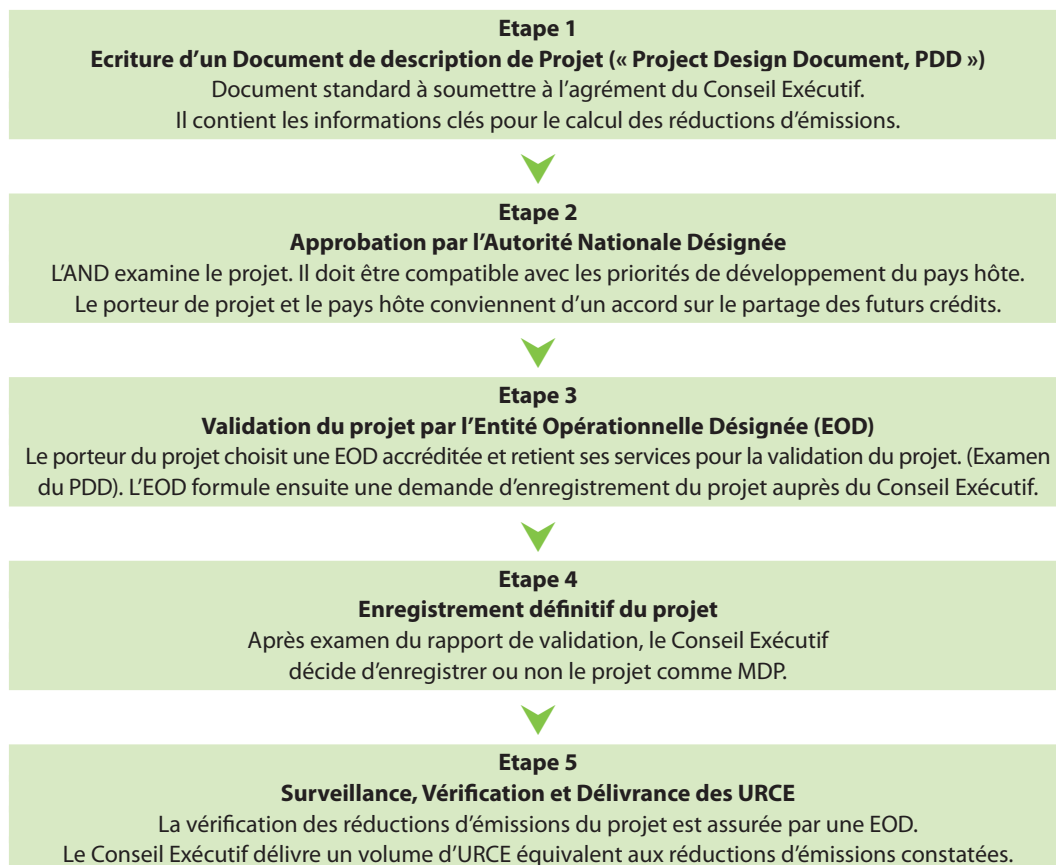 Etape 1
Ecriture d’un Document de description de Projet (« Project Design Document, PDD »)
Document standard à soumettre à l’agrément du Conseil Exécutif.
Il contient les informations clés pour le calcul des réductions d’émissions.
Etape 2
Approbation par l’Autorité Nationale Désignée
L’AND examine le projet. Il doit être compatible avec les priorités de développement du pays hôte.
Le porteur de projet et le pays hôte conviennent d’un accord sur le partage des futurs crédits.
Etape 3
Validation du projet par l’Entité Opérationnelle Désignée (EOD)
Le porteur du projet choisit une EOD accréditée et retient ses services pour la validation du projet. (Examen
du PDD). L’EOD formule ensuite une demande d’enregistrement du projet auprès du Conseil Exécutif.
Etape 4
Enregistrement définitif du projet
Après examen du rapport de validation, le Conseil Exécutif
décide d’enregistrer ou non le projet comme MDP.
Etape 5
Surveillance, Vérification et Délivrance des URCE
La vérification des réductions d’émissions du projet est assurée par une EOD.
Le Conseil Exécutif délivre un volume d’URCE équivalent aux réductions d’émissions constatées.